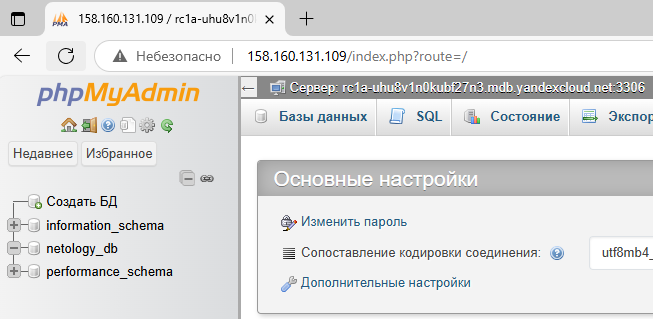 PMA
158.160.131.109 / rc1a-uhu8v1n0
Небезопасно
158.160.131.109/index.php?route=/
phpMyAdmin
Недавнее
Избранное
Создать БД
information_schema
netology_db
performance_schema
Сервер: rc1a-uhu8v1n0kubf27n3.mdb.yandexcloud.net:3306
Базы данных
SQL
Состояние
Экспор
Основные настройки
Изменить пароль
Сопоставление кодировки соединения:
utf8mb4_
Дополнительные настройки